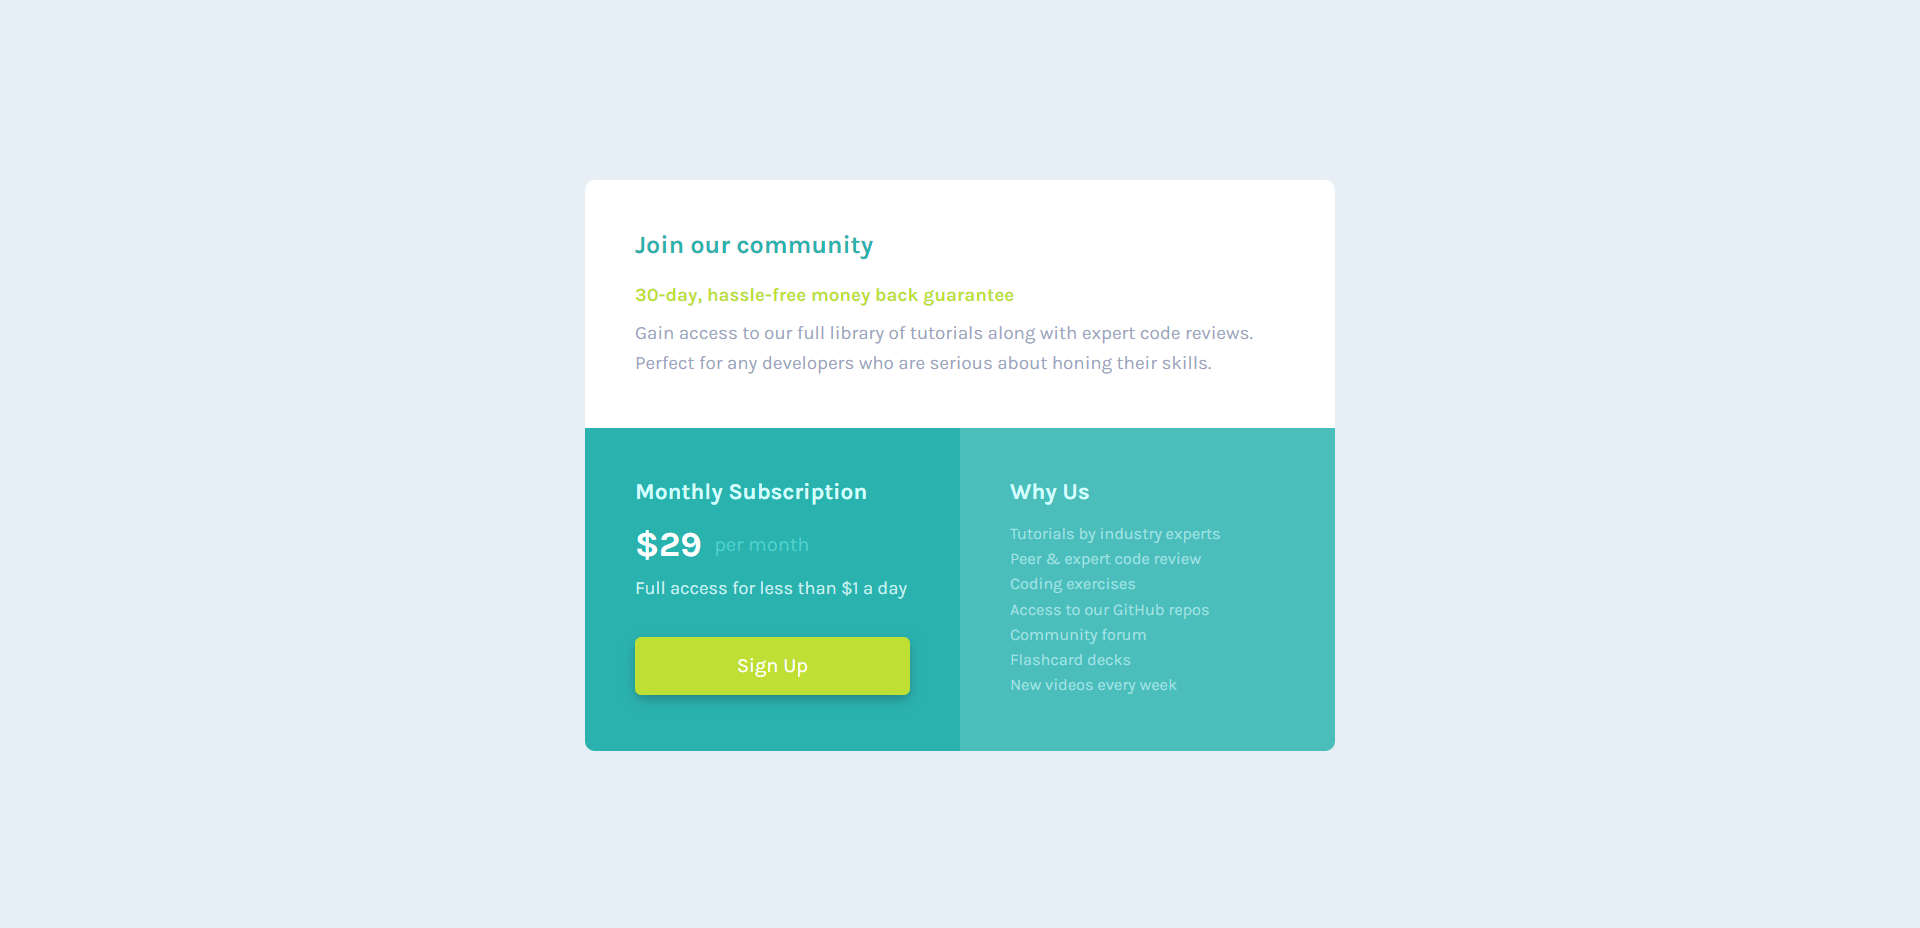 Join our community
30-day, hassle-free money back guarantee
Gain access to our full library of tutorials along with expert code reviews.
Perfect for any developers who are serious about honing their skills.
Monthly Subscription
$29 per month
Full access for less than $1 a day
Sign Up
Why Us
Tutorials by industry experts
Peer & expert code review
Coding exercises
Access to our GitHub repos
Community forum
Flashcard decks
New videos every week